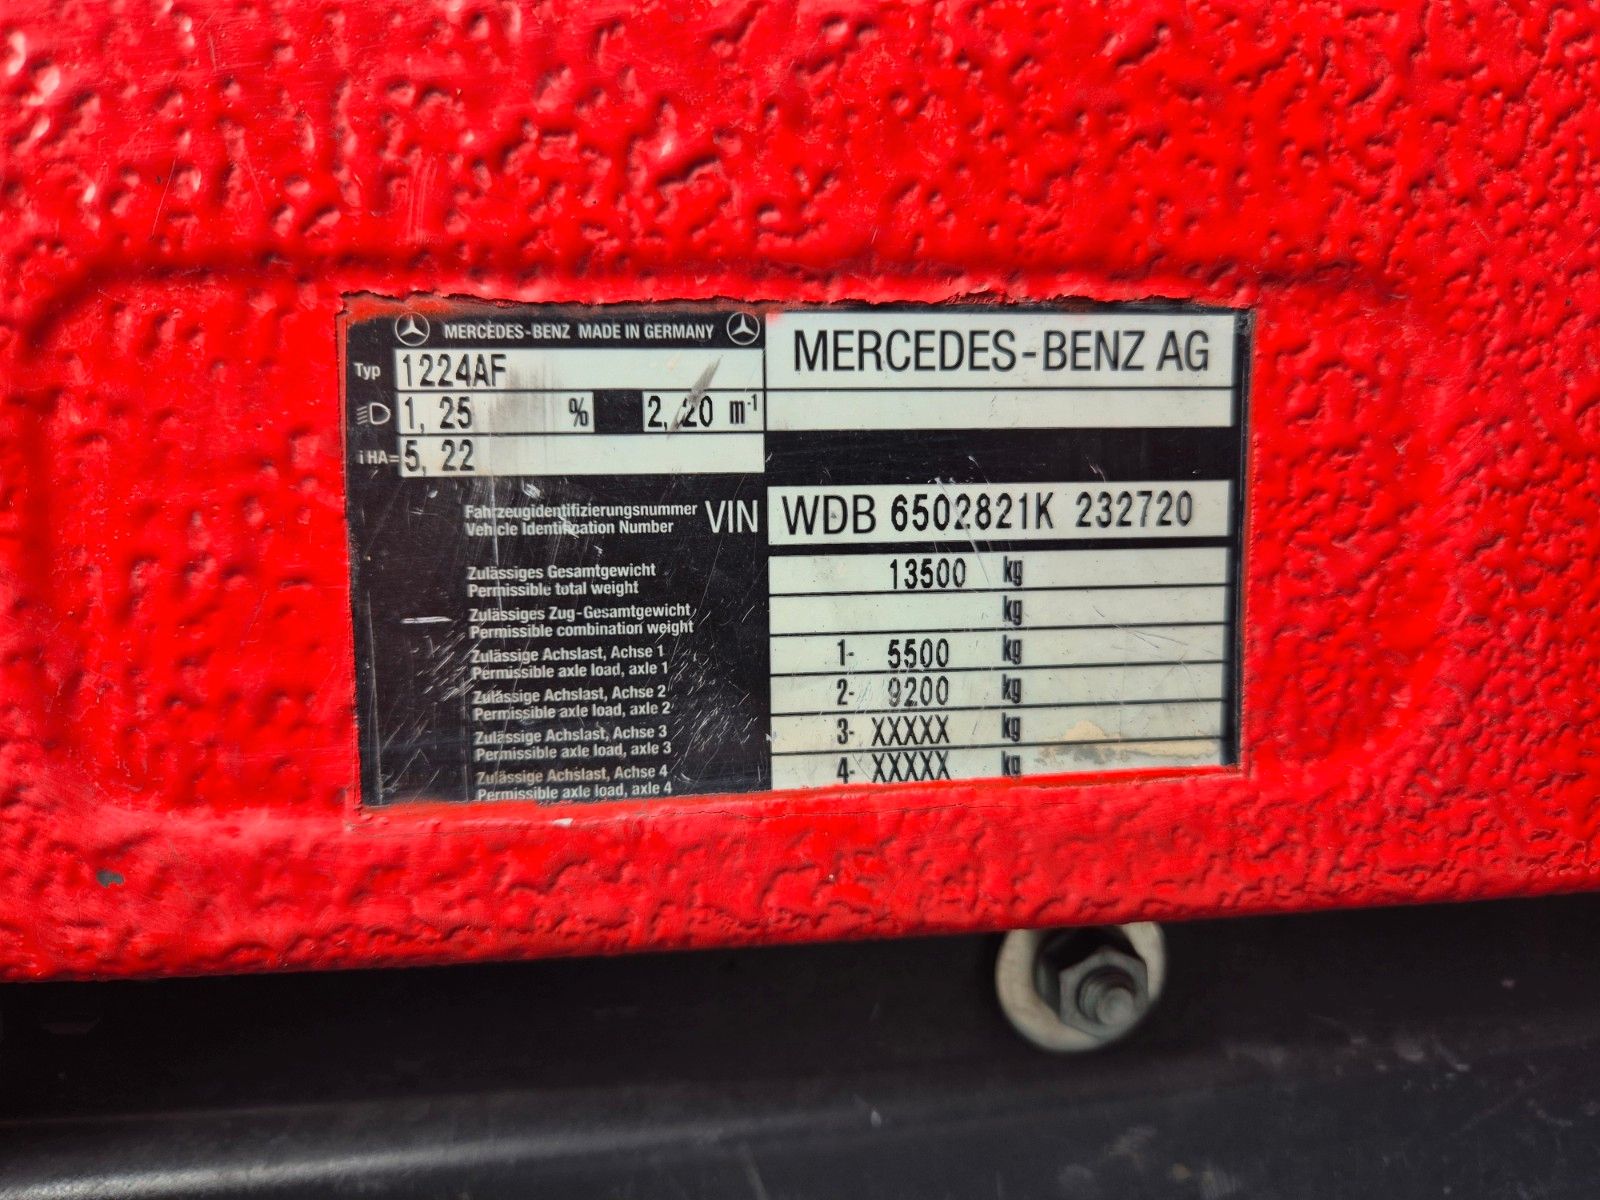 MERCEDES-BENZ MADE IN GERMANY
MERCEDES-BENZ AG
Typ 1224AF
1, 25 % 2, 20 m-1
i HA= 5, 22
Fahrzeugidentifizierungsnummer
Vehicle Identification Number
VIN WDB 6502821K 232720
Zulässiges Gesamtgewicht
Permissible total weight
13500 kg
Zulässiges Zug-Gesamtgewicht
Permissible combination weight
kg
Zulässige Achslast, Achse 1
Permissible axle load, axle 1
1- 5500 kg
Zulässige Achslast, Achse 2
Permissible axle load, axle 2
2- 9200 kg
Zulässige Achslast, Achse 3
Permissible axle load, axle 3
3- XXXXX kg
Zulässige Achslast, Achse 4
Permissible axle load, axle 4
4- XXXXX kg